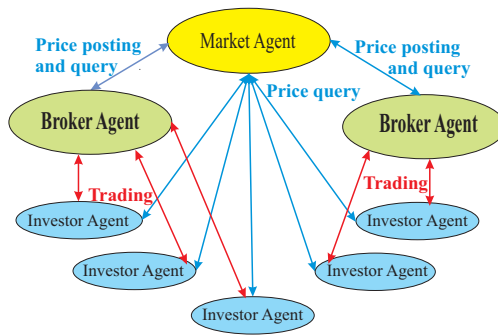 Market Agent
Price posting
and query
Price posting
and query
Price query
Broker Agent
Broker Agent
Trading
Trading
Investor Agent
Investor Agent
Investor Agent
Investor Agent
Investor Agent